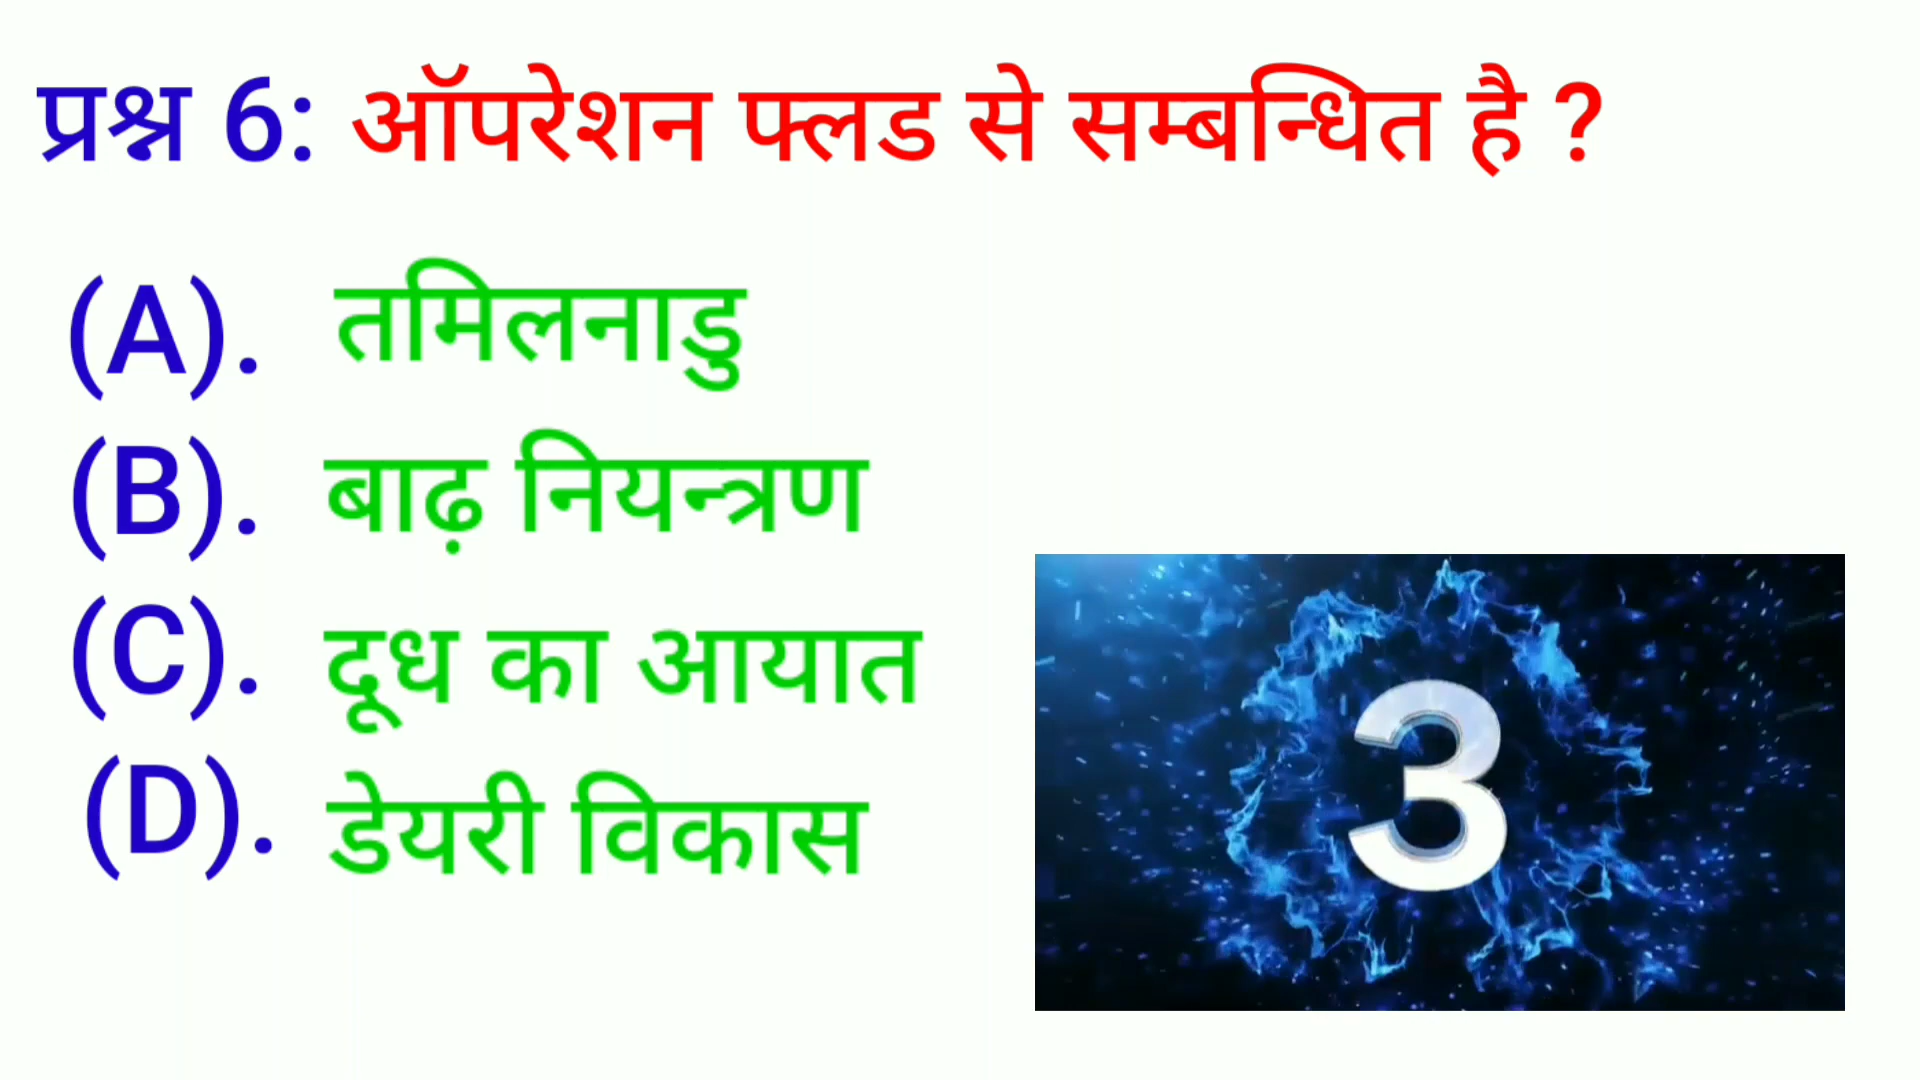 प्रश्न 6: ऑपरेशन फ्लड से सम्बन्धित है ?
(A). तमिलनाडु
(B). बाढ़ नियन्त्रण
(C). दूध का आयात
(D). डेयरी विकास
3